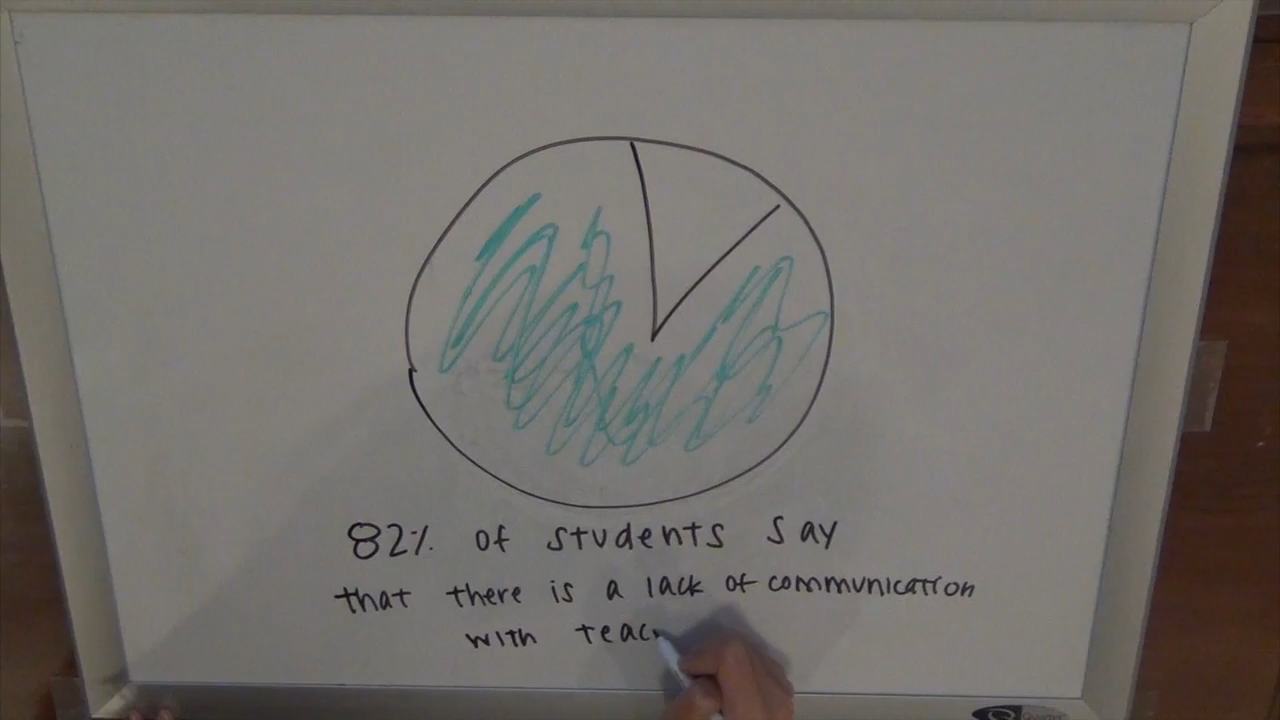 82% of students say
that there is a lack of communication
with teac